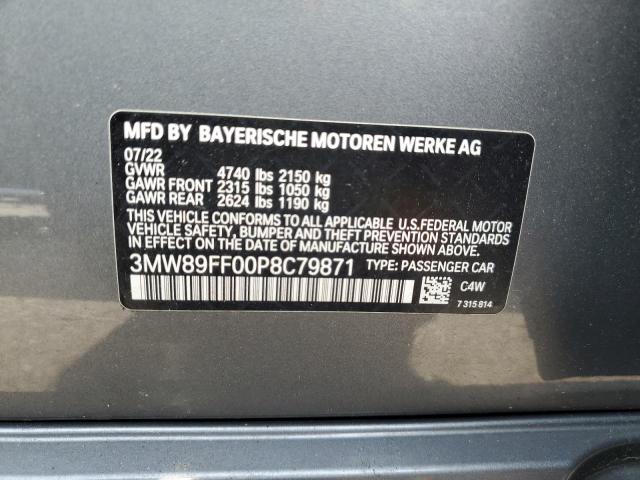 MFD BY BAYERISCHE MOTOREN WERKE AG
07/22
GVWR 4740 lbs 2150 kg
GAWR FRONT 2315 lbs 1050 kg
GAWR REAR 2624 lbs 1190 kg
THIS VEHICLE CONFORMS TO ALL APPLICABLE U.S.FEDERAL MOTOR
VEHICLE SAFETY, BUMPER AND THEFT PREVENTION STANDARDS
IN EFFECT ON THE DATE OF MANUFACTURE SHOWN ABOVE.
3MW89FF00P8C79871 TYPE: PASSENGER CAR
C4W
7 315 814